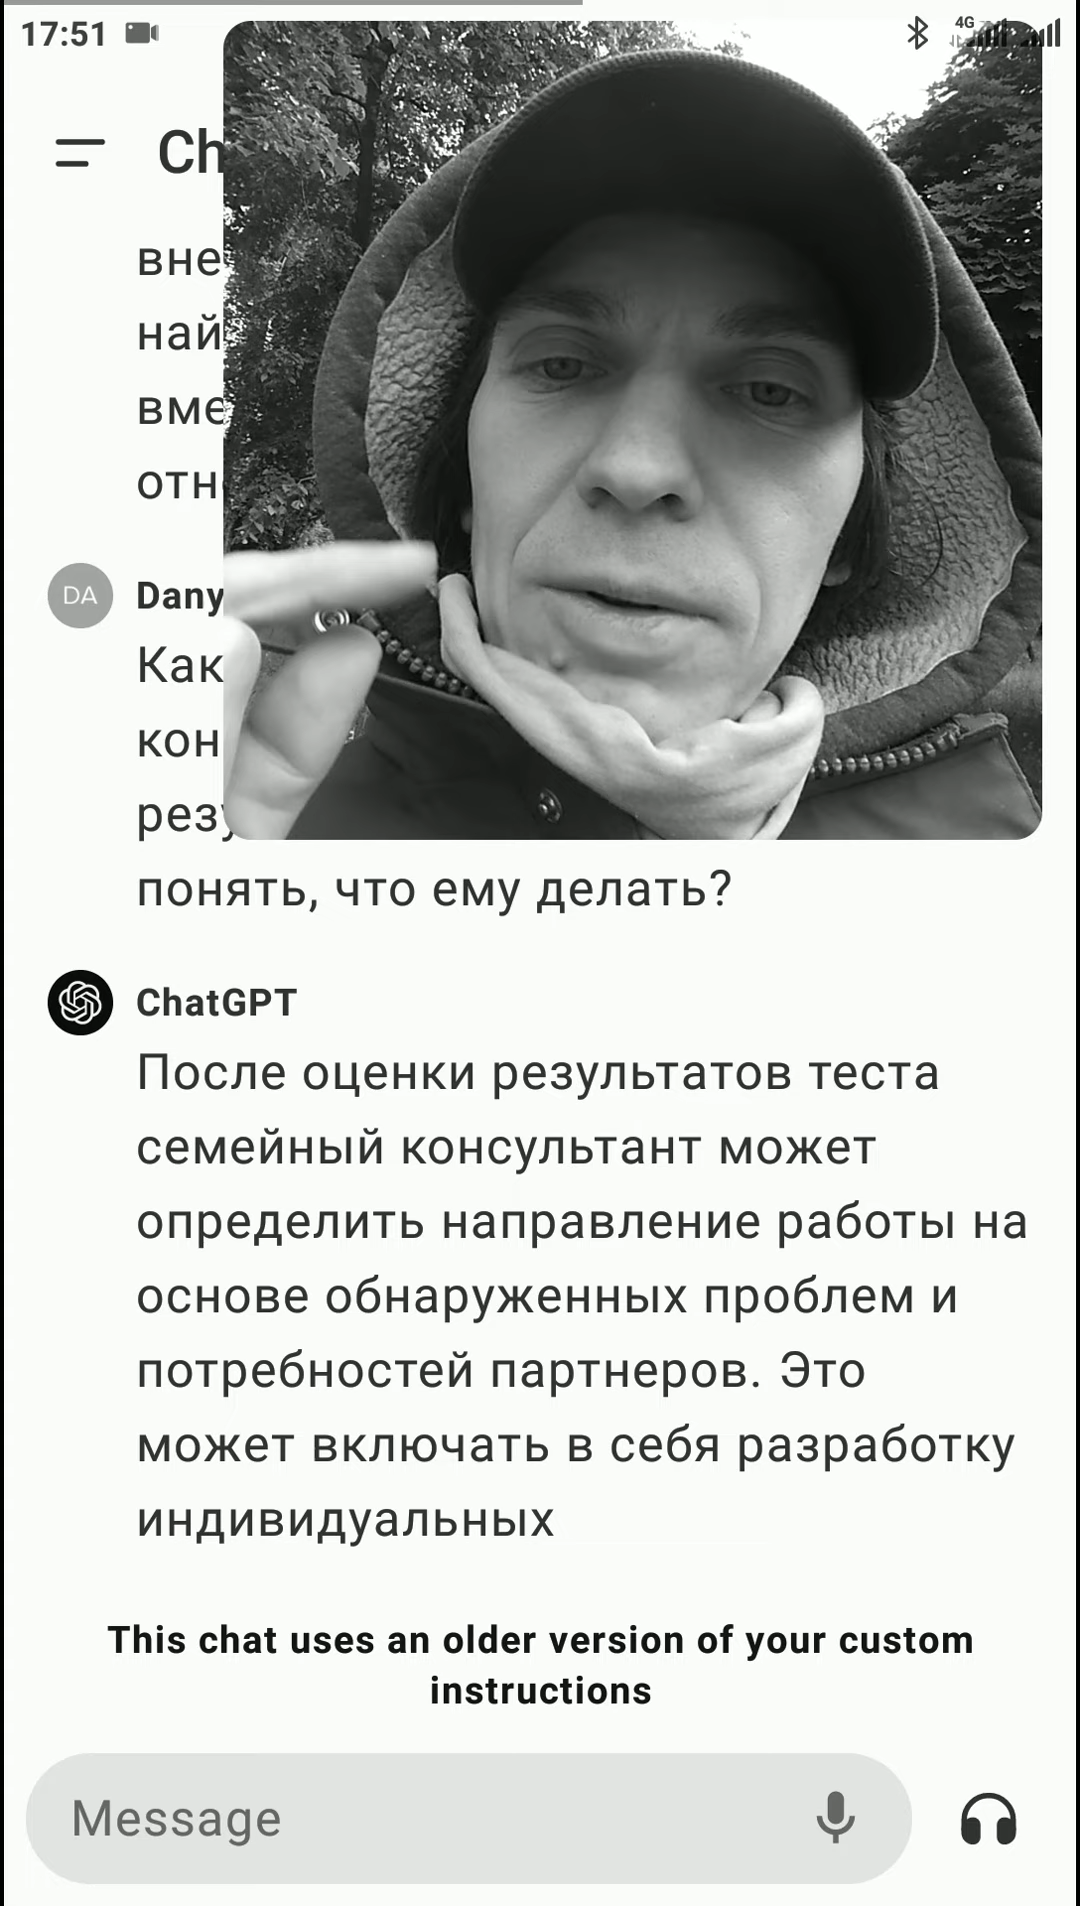 17:51
4G
Ch
вне
най
вме
отн
DA
Dany
Как
кон
рез
понять, что ему делать?
ChatGPT
После оценки результатов теста
семейный консультант может
определить направление работы на
основе обнаруженных проблем и
потребностей партнеров. Это
может включать в себя разработку
индивидуальных
This chat uses an older version of your custom
instructions
Message